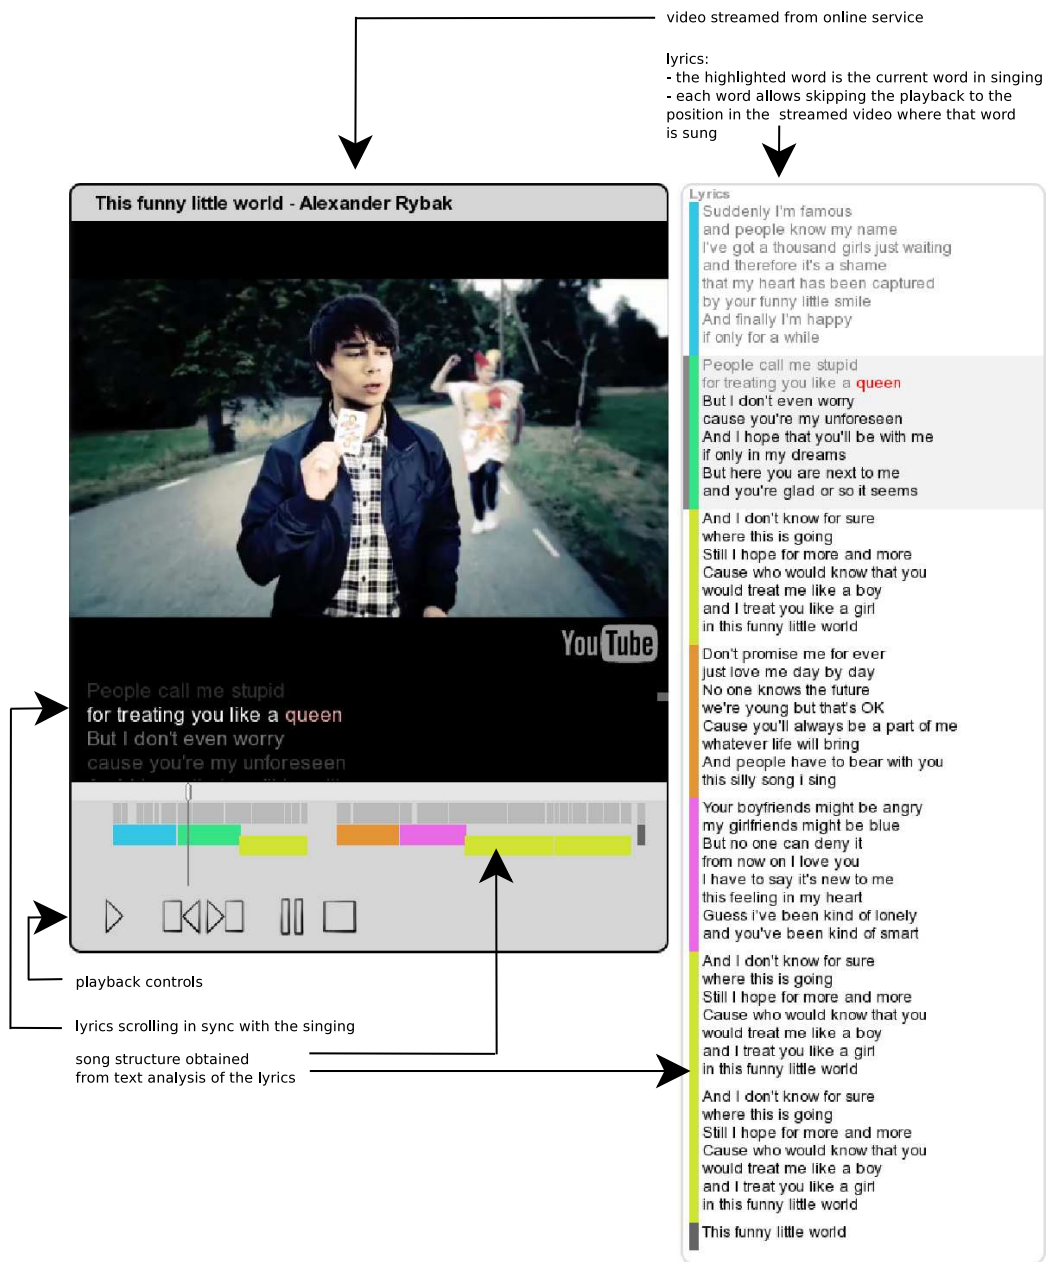 video streamed from online service
lyrics:
- the highlighted word is the current word in singing
- each word allows skipping the playback to the
position in the  streamed video where that word
is sung
This funny little world - Alexander Rybak
YouTube
People call me stupid
for treating you like a queen
But I don't even worry
cause you're my unforeseen
playback controls
lyrics scrolling in sync with the singing
song structure obtained
from text analysis of the lyrics
Lyrics
Suddenly I'm famous
and people know my name
I've got a thousand girls just waiting
and therefore it's a shame
that my heart has been captured
by your funny little smile
And finally I'm happy
if only for a while
People call me stupid
for treating you like a queen
But I don't even worry
cause you're my unforeseen
And I hope that you'll be with me
if only in my dreams
But here you are next to me
and you're glad or so it seems
And I don't know for sure
where this is going
Still I hope for more and more
Cause who would know that you
would treat me like a boy
and I treat you like a girl
in this funny little world
Don't promise me for ever
just love me day by day
No one knows the future
we're young but that's OK
Cause you'll always be a part of me
whatever life will bring
And people have to bear with you
this silly song i sing
Your boyfriends might be angry
my girlfriends might be blue
But no one can deny it
from now on I love you
I have to say it's new to me
this feeling in my heart
Guess i've been kind of lonely
and you've been kind of smart
And I don't know for sure
where this is going
Still I hope for more and more
Cause who would know that you
would treat me like a boy
and I treat you like a girl
in this funny little world
And I don't know for sure
where this is going
Still I hope for more and more
Cause who would know that you
would treat me like a boy
and I treat you like a girl
in this funny little world
This funny little world